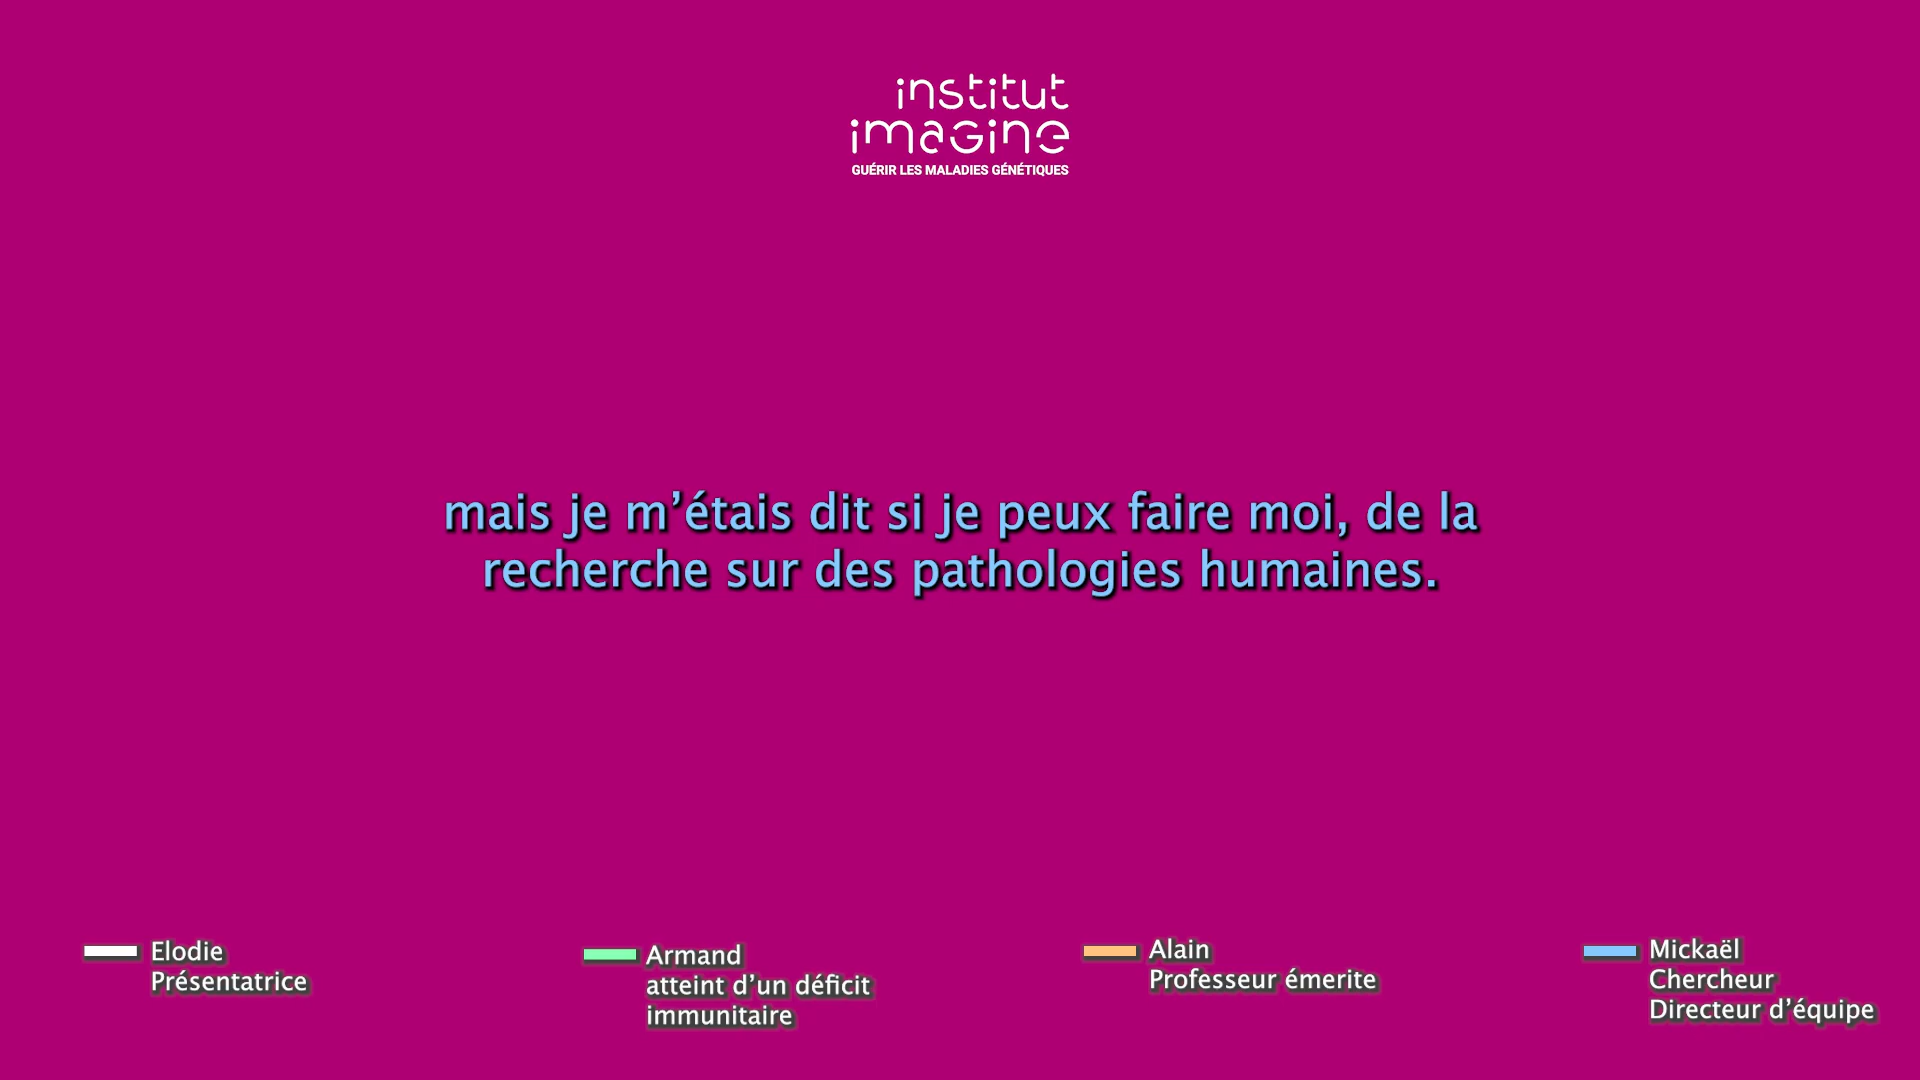 institut
imagine
GUÉRIR LES MALADIES GÉNÉTIQUES
mais je m’étais dit si je peux faire moi, de la
recherche sur des pathologies humaines.
Elodie
Présentatrice
Armand
atteint d’un déficit
immunitaire
Alain
Professeur émerite
Mickaël
Chercheur
Directeur d’équipe